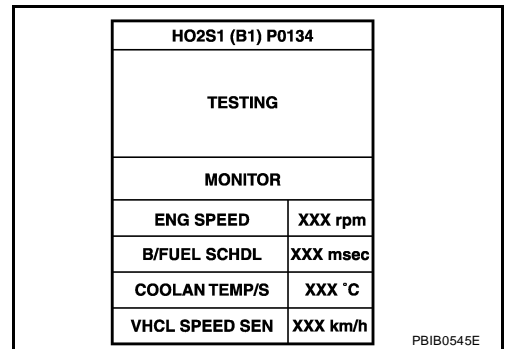 HO2S1 (B1) P0134
TESTING
MONITOR
ENG SPEED XXX rpm
B/FUEL SCHDL XXX msec
COOLAN TEMP/S XXX °C
VHCL SPEED SEN XXX km/h
PBIB0545E